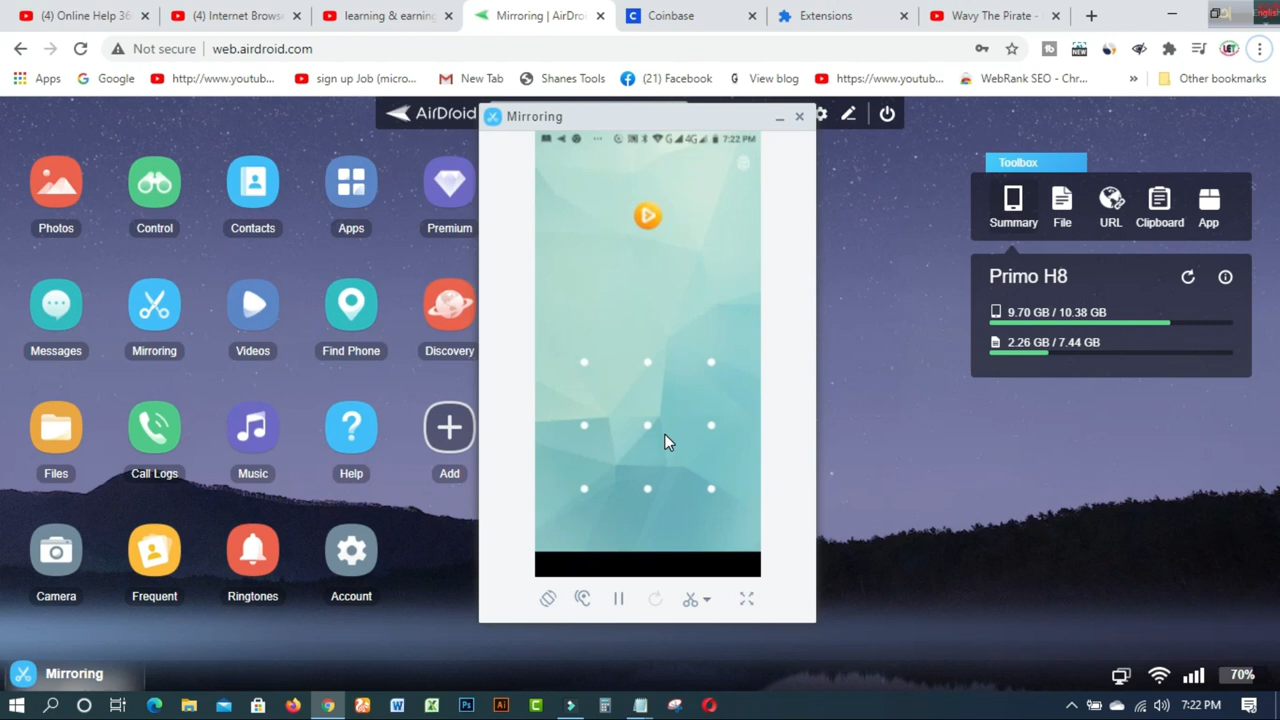 (4) Online Help 36
(4) Internet Brows
learning & earning
Mirroring | AirDro
Coinbase
Extensions
Wavy The Pirate -
English
Not secure
web.airdroid.com
Apps
Google
http://www.youtub...
sign up Job (micro...
New Tab
Shanes Tools
(21) Facebook
View blog
https://www.youtub...
WebRank SEO - Chr...
Other bookmarks
AirDroid
Mirroring
G 4G 7:22 PM
Toolbox
Summary
File
URL
Clipboard
App
Primo H8
9.70 GB / 10.38 GB
2.26 GB / 7.44 GB
Photos
Control
Contacts
Apps
Premium
Messages
Mirroring
Videos
Find Phone
Discovery
Files
Call Logs
Music
Help
Add
Camera
Frequent
Ringtones
Account
Mirroring
70%
7:22 PM